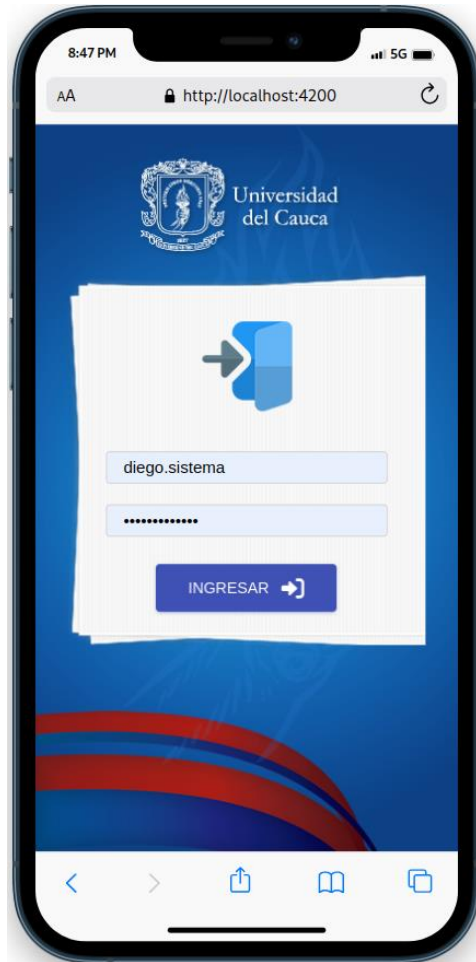 8:47 PM
5G
AA
http://localhost:4200
Universidad
del Cauca
diego.sistema
•••••••••••••
INGRESAR